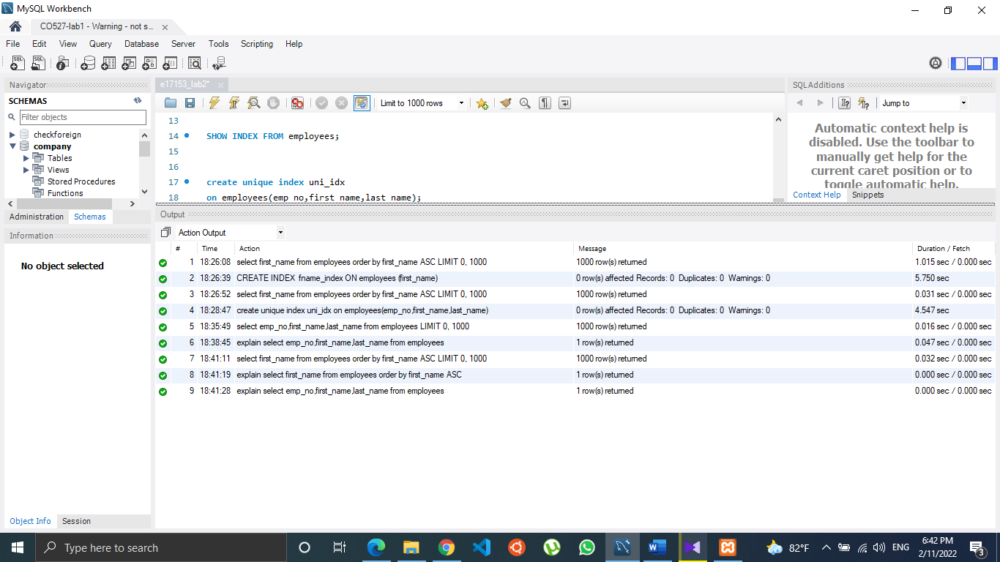 MySQL Workbench
CO527-lab1 - Warning - not s...
File Edit View Query Database Server Tools Scripting Help
Navigator
SCHEMAS
Filter objects
checkforeign
company
Tables
Views
Stored Procedures
Functions
Administration Schemas
Information
No object selected
Object Info Session
e17153_lab2*
Limit to 1000 rows
13
14 SHOW INDEX FROM employees;
15
16
17 create unique index uni_idx
18 on employees(emp_no,first_name,last_name);
SQLAdditions
Jump to
Automatic context help is
disabled. Use the toolbar to
manually get help for the
current caret position or to
toggle automatic help.
Context Help Snippets
Output
Action Output
# Time Action Message Duration / Fetch
1 18:26:08 select first_name from employees order by first_name ASC LIMIT 0, 1000 1000 row(s) returned 1.015 sec / 0.000 sec
2 18:26:39 CREATE INDEX fname_index ON employees (first_name) 0 row(s) affected Records: 0 Duplicates: 0 Warnings: 0 5.750 sec
3 18:26:52 select first_name from employees order by first_name ASC LIMIT 0, 1000 1000 row(s) returned 0.031 sec / 0.000 sec
4 18:28:47 create unique index uni_idx on employees(emp_no,first_name,last_name) 0 row(s) affected Records: 0 Duplicates: 0 Warnings: 0 4.547 sec
5 18:35:49 select emp_no,first_name,last_name from employees LIMIT 0, 1000 1000 row(s) returned 0.016 sec / 0.000 sec
6 18:38:45 explain select emp_no,first_name,last_name from employees 1 row(s) returned 0.047 sec / 0.000 sec
7 18:41:11 select first_name from employees order by first_name ASC LIMIT 0, 1000 1000 row(s) returned 0.032 sec / 0.000 sec
8 18:41:19 explain select first_name from employees order by first_name ASC 1 row(s) returned 0.000 sec / 0.000 sec
9 18:41:28 explain select emp_no,first_name,last_name from employees 1 row(s) returned 0.000 sec / 0.000 sec
Type here to search
82°F
ENG
6:42 PM
2/11/2022
3